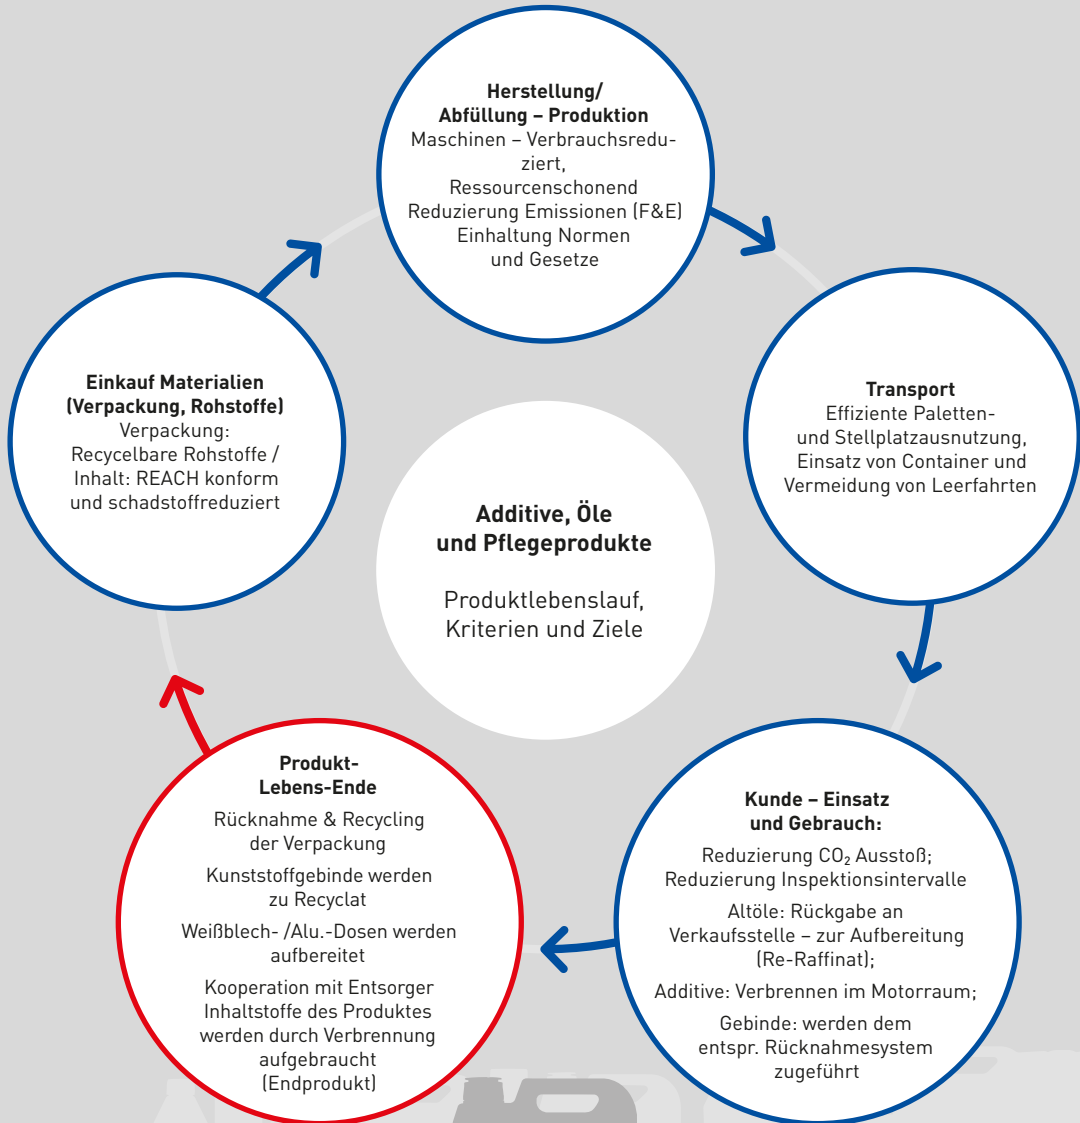 Herstellung/
Abfüllung – Produktion
Maschinen – Verbrauchsredu-
ziert,
Ressourcenschonend
Reduzierung Emissionen (F&E)
Einhaltung Normen
und Gesetze
Transport
Effiziente Paletten-
und Stellplatzausnutzung,
Einsatz von Container und
Vermeidung von Leerfahrten
Kunde – Einsatz
und Gebrauch:
Reduzierung CO₂ Ausstoß;
Reduzierung Inspektionsintervalle
Altöle: Rückgabe an
Verkaufsstelle – zur Aufbereitung
(Re-Raffinat);
Additive: Verbrennen im Motorraum;
Gebinde: werden dem
entspr. Rücknahmesystem
zugeführt
Produkt-
Lebens-Ende
Rücknahme & Recycling
der Verpackung
Kunststoffgebinde werden
zu Recyclat
Weißblech- /Alu.-Dosen werden
aufbereitet
Kooperation mit Entsorger
Inhaltstoffe des Produktes
werden durch Verbrennung
aufgebraucht
(Endprodukt)
Einkauf Materialien
(Verpackung, Rohstoffe)
Verpackung:
Recycelbare Rohstoffe /
Inhalt: REACH konform
und schadstoffreduziert
Additive, Öle
und Pflegeprodukte
Produktlebenslauf,
Kriterien und Ziele